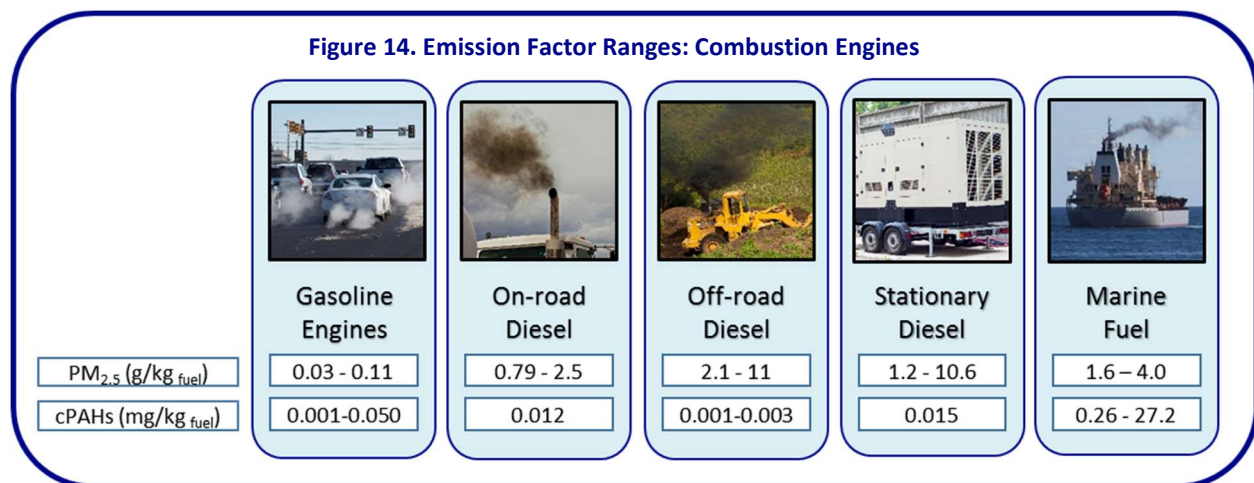 Figure 14. Emission Factor Ranges: Combustion Engines
Gasoline
Engines
On-road
Diesel
Off-road
Diesel
Stationary
Diesel
Marine
Fuel
PM2.5 (g/kg fuel)
0.03 - 0.11
0.79 - 2.5
2.1 - 11
1.2 - 10.6
1.6 – 4.0
cPAHs (mg/kg fuel)
0.001-0.050
0.012
0.001-0.003
0.015
0.26 - 27.2